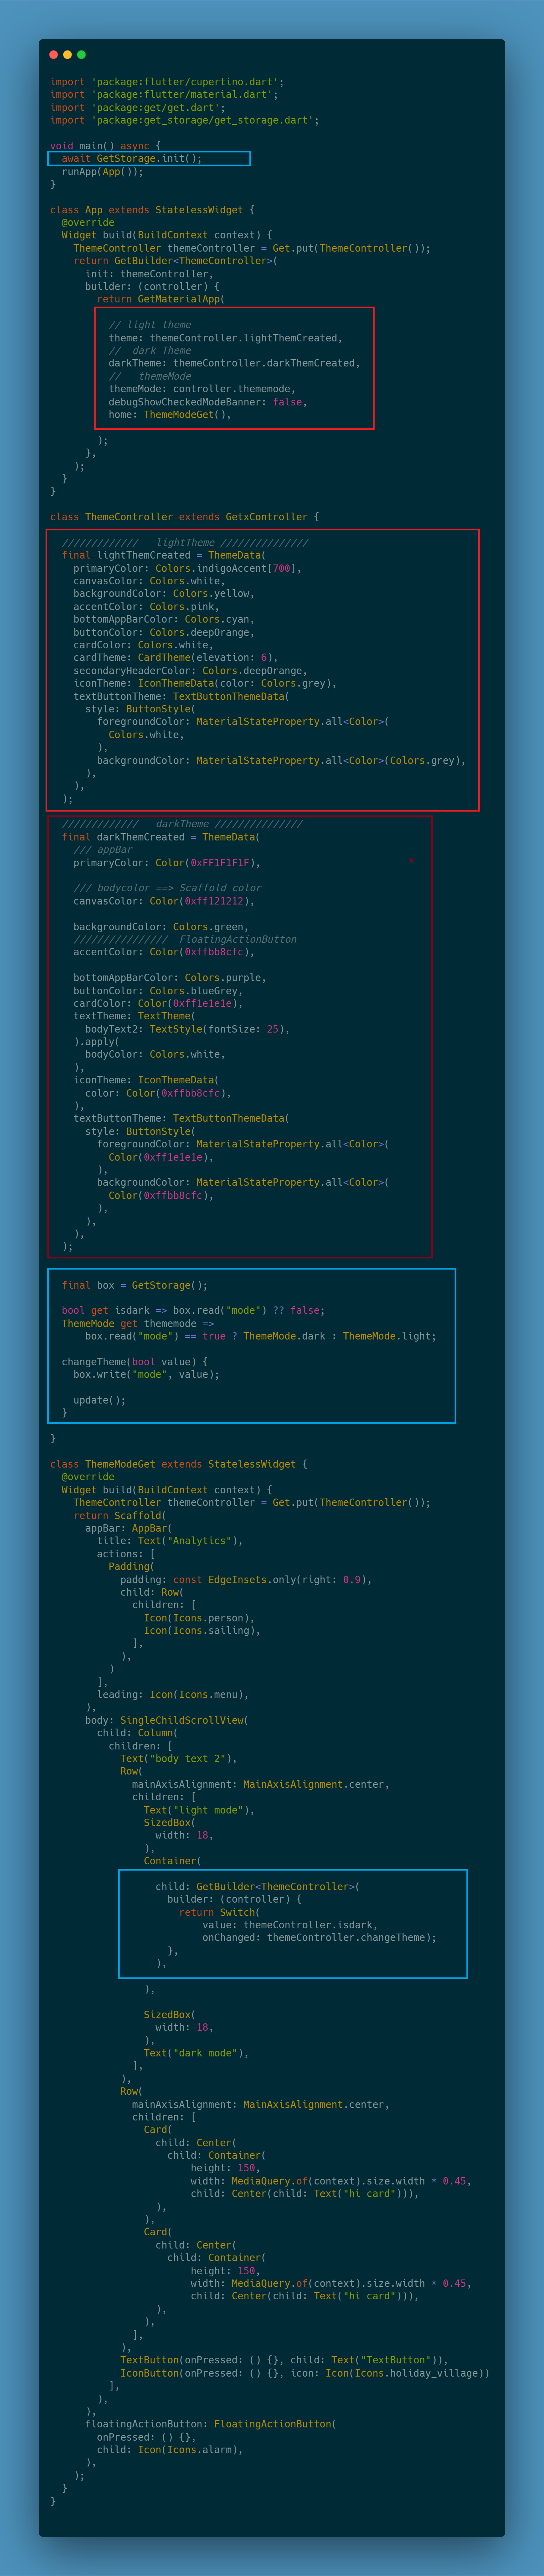 import 'package:flutter/cupertino.dart';
import 'package:flutter/material.dart';
import 'package:get/get.dart';
import 'package:get_storage/get_storage.dart';
void main() async {
await GetStorage.init();
runApp(App());
}
class App extends StatelessWidget {
@override
Widget build(BuildContext context) {
ThemeController themeController = Get.put(ThemeController());
return GetBuilder<ThemeController>(
init: themeController,
builder: (controller) {
return GetMaterialApp(
// light theme
theme: themeController.lightThemCreated,
//  dark Theme
darkTheme: themeController.darkThemCreated,
//   themeMode
themeMode: controller.thememode,
debugShowCheckedModeBanner: false,
home: ThemeModeGet(),
);
},
);
}
}
class ThemeController extends GetxController {
/////////////   lightTheme ///////////////
final lightThemCreated = ThemeData(
primaryColor: Colors.indigoAccent[700],
canvasColor: Colors.white,
backgroundColor: Colors.yellow,
accentColor: Colors.pink,
bottomAppBarColor: Colors.cyan,
buttonColor: Colors.deepOrange,
cardColor: Colors.white,
cardTheme: CardTheme(elevation: 6),
secondaryHeaderColor: Colors.deepOrange,
iconTheme: IconThemeData(color: Colors.grey),
textButtonTheme: TextButtonThemeData(
style: ButtonStyle(
foregroundColor: MaterialStateProperty.all<Color>(
Colors.white,
),
backgroundColor: MaterialStateProperty.all<Color>(Colors.grey),
),
),
);
/////////////   darkTheme ///////////////
final darkThemCreated = ThemeData(
/// appBar
primaryColor: Color(0xFF1F1F1F),
/// bodycolor ==> Scaffold color
canvasColor: Color(0xff121212),
backgroundColor: Colors.green,
////////////////  FloatingActionButton
accentColor: Color(0xffbb8cfc),
bottomAppBarColor: Colors.purple,
buttonColor: Colors.blueGrey,
cardColor: Color(0xff1e1e1e),
textTheme: TextTheme(
bodyText2: TextStyle(fontSize: 25),
).apply(
bodyColor: Colors.white,
),
iconTheme: IconThemeData(
color: Color(0xffbb8cfc),
),
textButtonTheme: TextButtonThemeData(
style: ButtonStyle(
foregroundColor: MaterialStateProperty.all<Color>(
Color(0xff1e1e1e),
),
backgroundColor: MaterialStateProperty.all<Color>(
Color(0xffbb8cfc),
),
),
),
);
final box = GetStorage();
bool get isdark => box.read("mode") ?? false;
ThemeMode get thememode =>
box.read("mode") == true ? ThemeMode.dark : ThemeMode.light;
changeTheme(bool value) {
box.write("mode", value);
update();
}
}
class ThemeModeGet extends StatelessWidget {
@override
Widget build(BuildContext context) {
ThemeController themeController = Get.put(ThemeController());
return Scaffold(
appBar: AppBar(
title: Text("Analytics"),
actions: [
Padding(
padding: const EdgeInsets.only(right: 0.9),
child: Row(
children: [
Icon(Icons.person),
Icon(Icons.sailing),
],
),
)
],
leading: Icon(Icons.menu),
),
body: SingleChildScrollView(
child: Column(
children: [
Text("body text 2"),
Row(
mainAxisAlignment: MainAxisAlignment.center,
children: [
Text("light mode"),
SizedBox(
width: 18,
),
Container(
child: GetBuilder<ThemeController>(
builder: (controller) {
return Switch(
value: themeController.isdark,
onChanged: themeController.changeTheme);
},
),
),
SizedBox(
width: 18,
),
Text("dark mode"),
],
),
Row(
mainAxisAlignment: MainAxisAlignment.center,
children: [
Card(
child: Center(
child: Container(
height: 150,
width: MediaQuery.of(context).size.width * 0.45,
child: Center(child: Text("hi card"))),
),
),
Card(
child: Center(
child: Container(
height: 150,
width: MediaQuery.of(context).size.width * 0.45,
child: Center(child: Text("hi card"))),
),
),
],
),
TextButton(onPressed: () {}, child: Text("TextButton")),
IconButton(onPressed: () {}, icon: Icon(Icons.holiday_village))
],
),
),
floatingActionButton: FloatingActionButton(
onPressed: () {},
child: Icon(Icons.alarm),
),
);
}
}